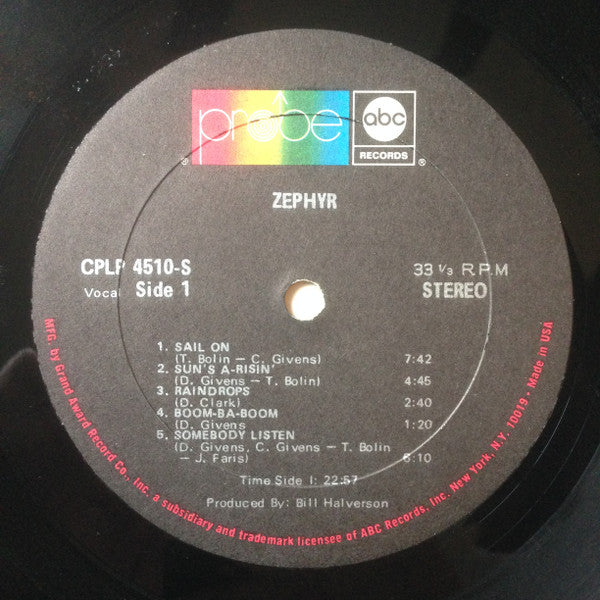 probe
abc
RECORDS
®
®
ZEPHYR
CPLP 4510-S
33 1/3 R.P.M
Vocal Side 1
STEREO
1. SAIL ON
(T. Bolin — C. Givens) 7:42
2. SUN'S A-RISIN'
(D. Givens — T. Bolin) 4:45
3. RAINDROPS
(D. Clark) 2:40
4. BOOM-BA-BOOM
(D. Givens 1:20
5. SOMEBODY LISTEN
(D. Givens, C. Givens — T. Bolin
— J. Faris) 6:10
Time Side I: 22:57
Produced By: Bill Halverson
MFG. by Grand Award Record Co., Inc. a subsidiary and trademark licensee of ABC Records, Inc. New York, N.Y. 10019 • Made in USA